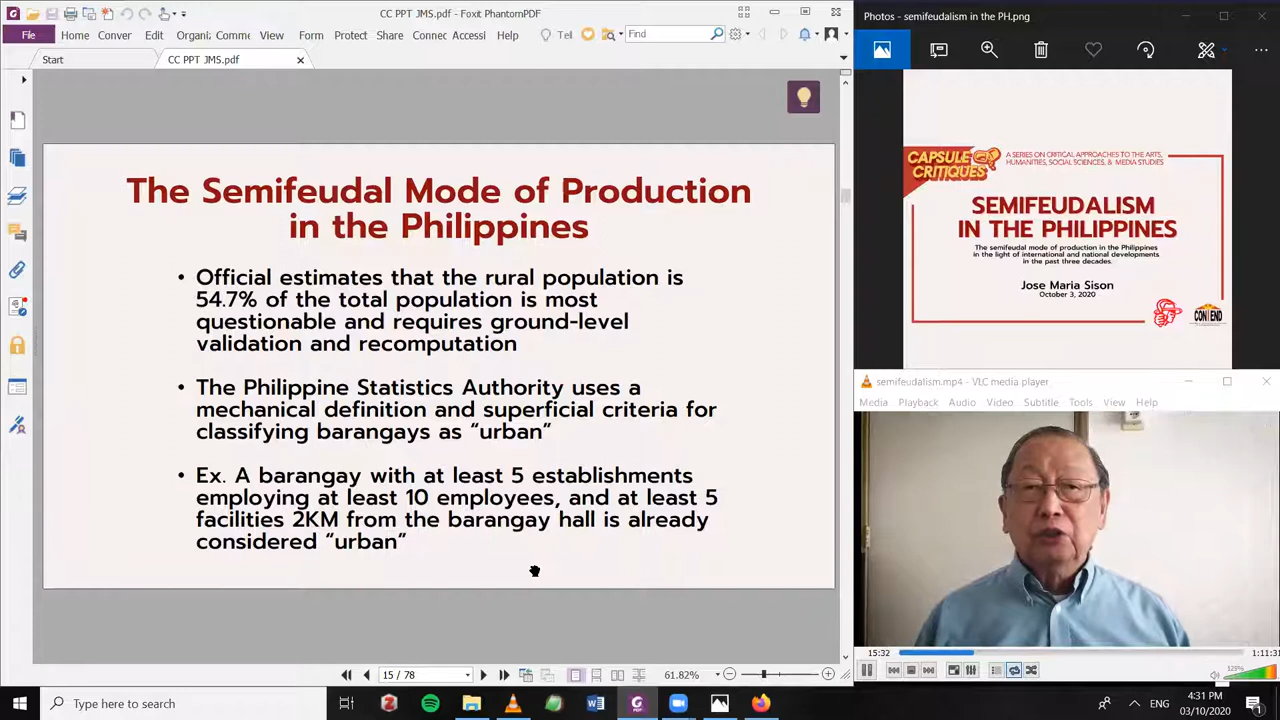 CC PPT JMS.pdf - Foxit PhantomPDF
File Home Conver Edit Organi: Comme View Form Protect Share Connec Accessi Help Tel Find
Start CC PPT JMS.pdf
The Semifeudal Mode of Production
in the Philippines
• Official estimates that the rural population is
54.7% of the total population is most
questionable and requires ground-level
validation and recomputation
• The Philippine Statistics Authority uses a
mechanical definition and superficial criteria for
classifying barangays as “urban”
• Ex. A barangay with at least 5 establishments
employing at least 10 employees, and at least 5
facilities 2KM from the barangay hall is already
considered “urban”
15 / 78 61.82%
Photos - semifeudalism in the PH.png
CAPSULE
CRITIQUES
A SERIES ON CRITICAL APPROACHES TO THE ARTS,
HUMANITIES, SOCIAL SCIENCES, & MEDIA STUDIES
SEMIFEUDALISM
IN THE PHILIPPINES
The semifeudal mode of production in the Philippines
in the light of international and national developments
in the past three decades.
Jose Maria Sison
October 3, 2020
CONTEND
semifeudalism.mp4 - VLC media player
Media Playback Audio Video Subtitle Tools View Help
15:32 1:11:31
125%
Type here to search
ENG
4:31 PM
03/10/2020